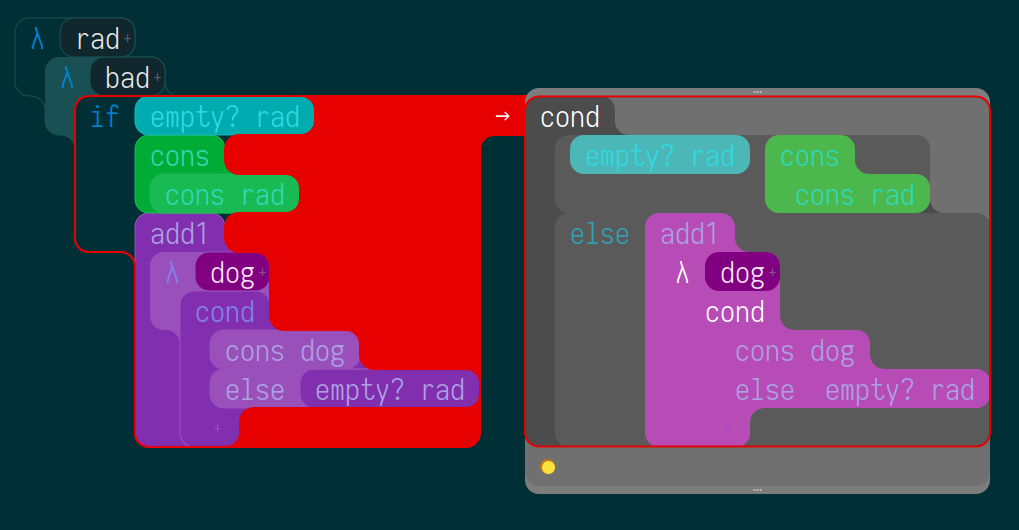 λ rad +
λ bad +
if empty? rad → cond
cons empty? rad cons
cons rad cons rad
add1 else add1
λ dog + λ dog +
cond cond
cons dog cons dog
else empty? rad else empty? rad
+ +